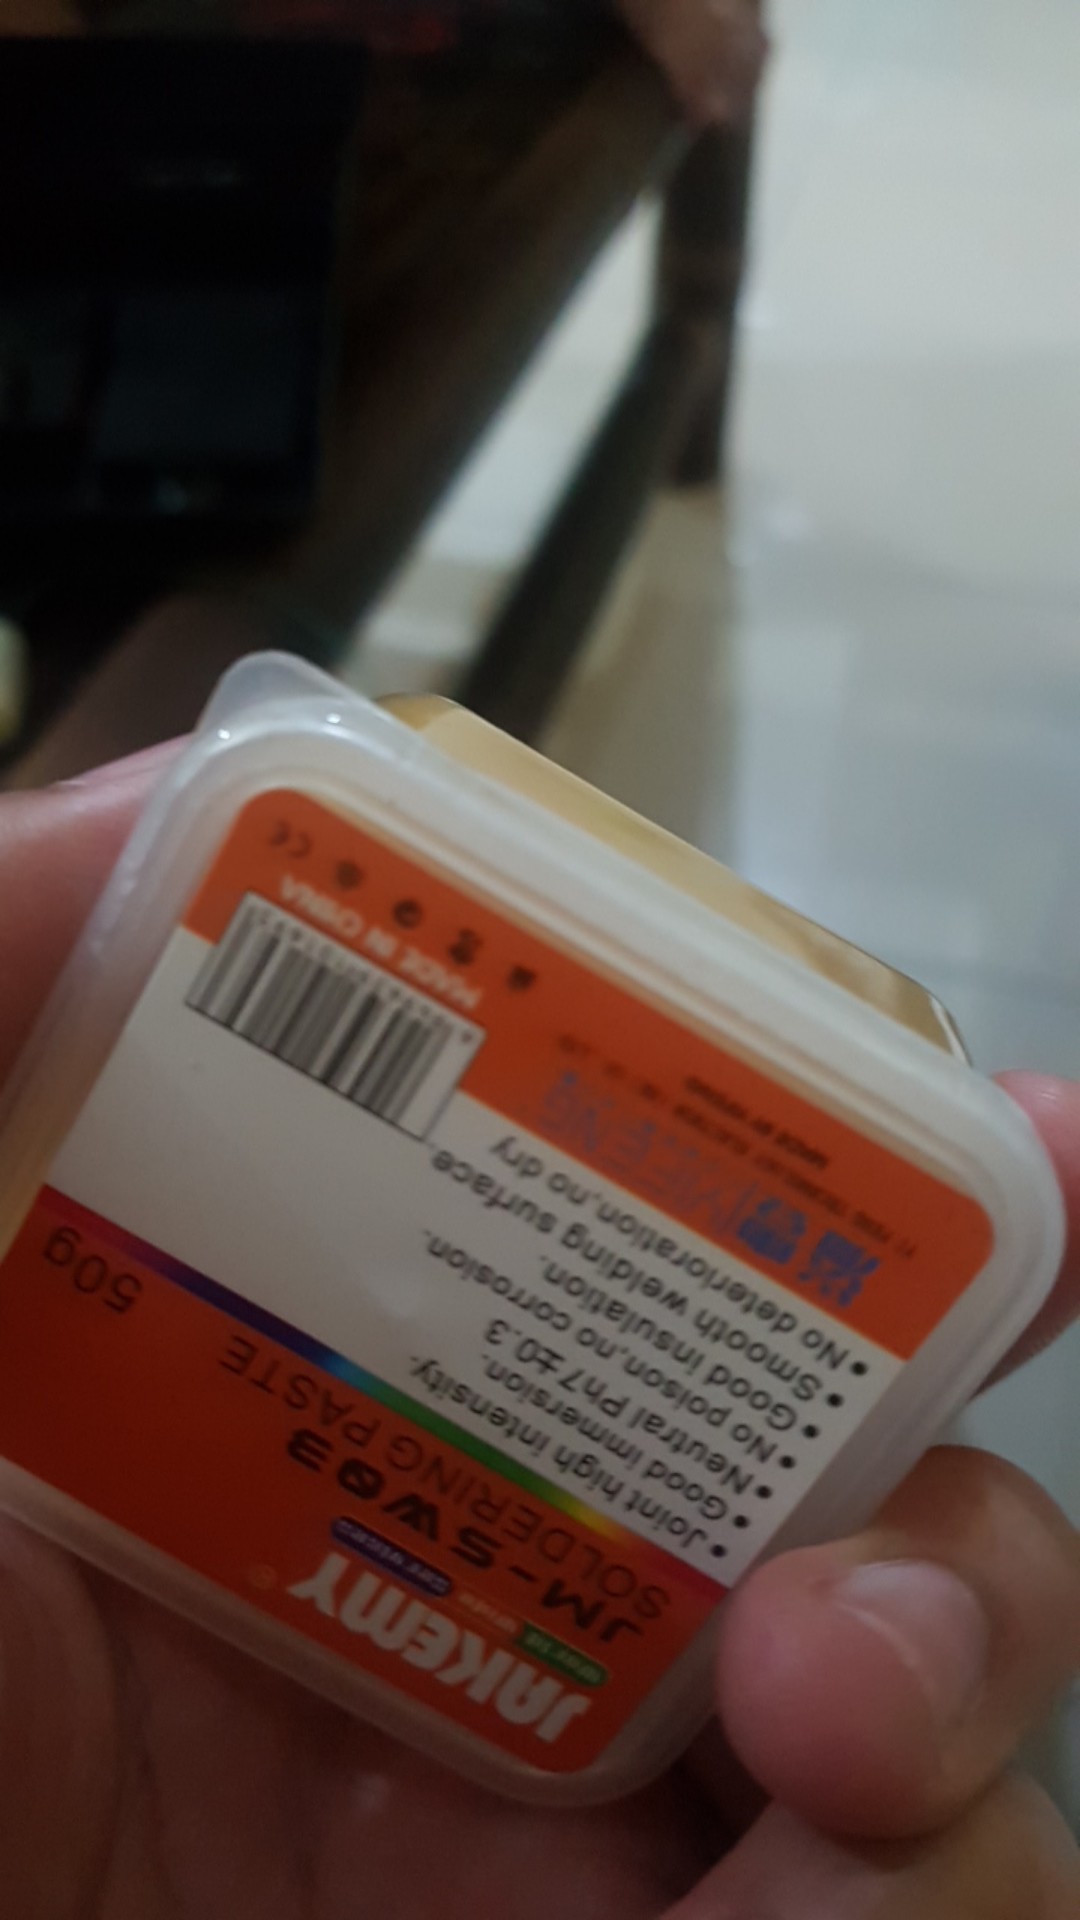 JAKEMY
JM-SW03
SOLDERING PASTE
50g
• Joint high intensity.
• Good immersion.
• Neutral Ph7±0.3
• No poison,no corrosion.
• Good insulation.
• Smooth welding surface.
• No deterioration,no dry
MADE IN CHINA
CE